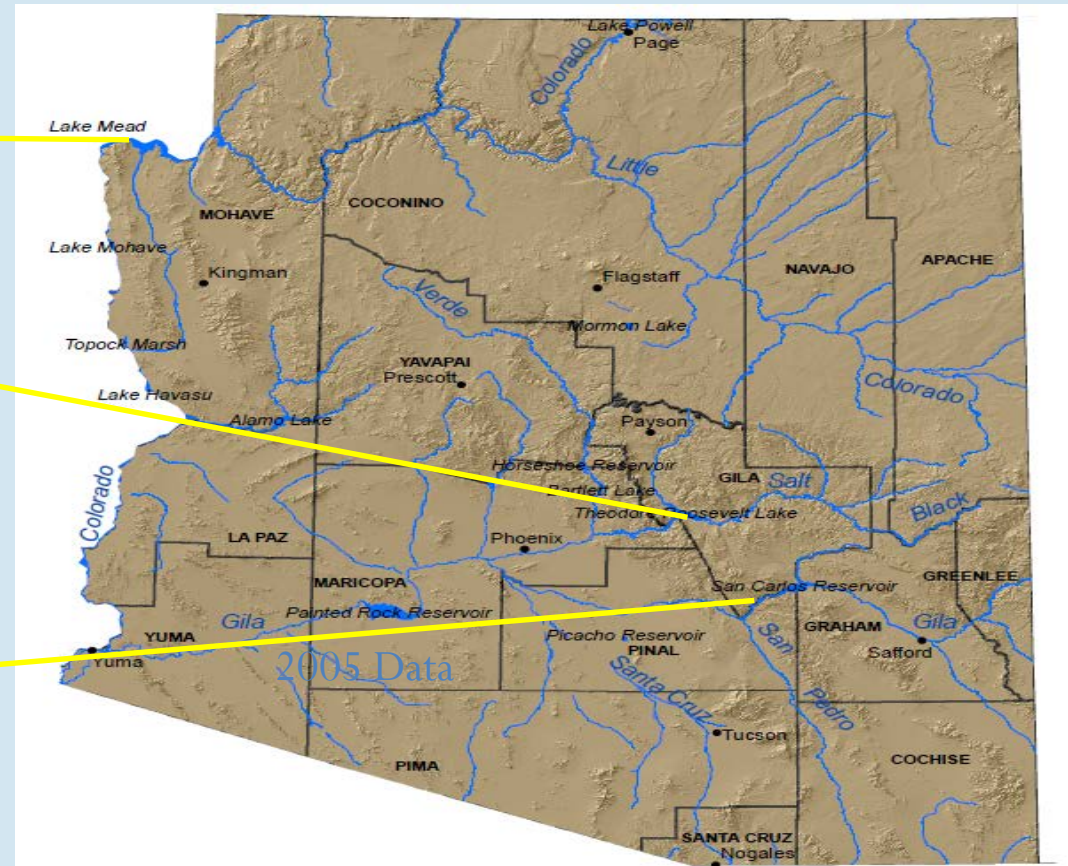 Lake Powell
Page
Colorado
Lake Mead
Little
MOHAVE
COCONINO
Lake Mohave
Kingman
Flagstaff
NAVAJO
APACHE
Verde
Mormon Lake
Topock Marsh
YAVAPAI
Prescott
Lake Havasu
Colorado
Alamo Lake
Payson
Horseshoe Reservoir
GILA
Salt
Bartlett Lake
Black
Theodore Roosevelt Lake
Colorado
LA PAZ
Phoenix
MARICOPA
San Carlos Reservoir
GREENLEE
Painted Rock Reservoir
Gila
YUMA
Picacho Reservoir
PINAL
San Pedro
GRAHAM
Gila
Safford
Yuma
2005 Data
Santa Cruz
Tucson
PIMA
COCHISE
SANTA CRUZ
Nogales